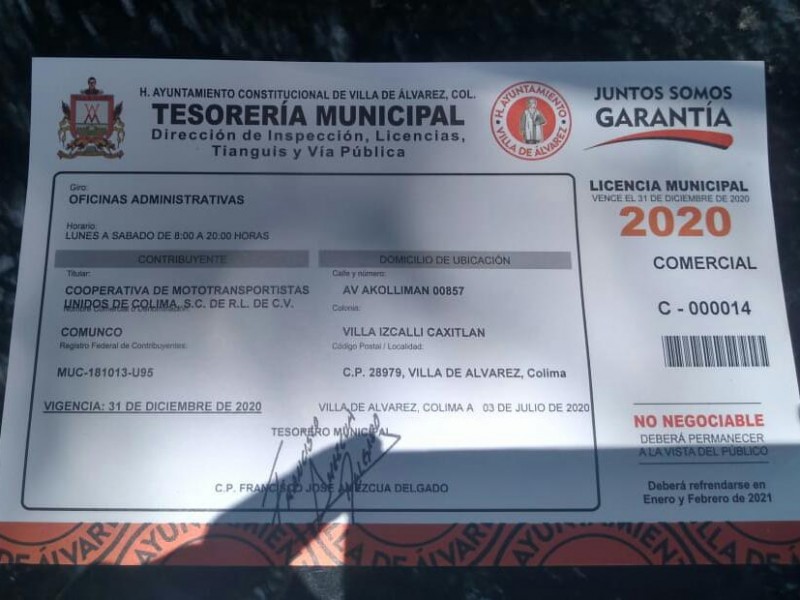 H. AYUNTAMIENTO CONSTITUCIONAL DE VILLA DE ÁLVAREZ, COL.
TESORERÍA MUNICIPAL
Dirección de Inspección, Licencias,
Tianguis y Vía Pública
H. AYUNTAMIENTO
VILLA DE ÁLVAREZ
JUNTOS SOMOS
GARANTÍA
Giro:
OFICINAS ADMINISTRATIVAS
Horario:
LUNES A SABADO DE 8:00 A 20:00 HORAS
CONTRIBUYENTE
Titular:
COOPERATIVA DE MOTOTRANSPORTISTAS
UNIDOS DE COLIMA, S.C. DE R.L. DE C.V.
Nombre Comercial o Denominación:
COMUNCO
Registro Federal de Contribuyentes:
MUC-181013-U95
VIGENCIA: 31 DE DICIEMBRE DE 2020
DOMICILIO DE UBICACIÓN
Calle y número:
AV AKOLLIMAN 00857
Colonia:
VILLA IZCALLI CAXITLAN
Código Postal / Localidad:
C.P. 28979, VILLA DE ALVAREZ, Colima
VILLA DE ALVAREZ, COLIMA A 03 DE JULIO DE 2020
TESORERO MUNICIPAL
C.P. FRANCISCO JOSE AMEZCUA DELGADO
LICENCIA MUNICIPAL
VENCE EL 31 DE DICIEMBRE DE 2020
2020
COMERCIAL
C - 000014
NO NEGOCIABLE
DEBERÁ PERMANECER
A LA VISTA DEL PÚBLICO
Deberá refrendarse en
Enero y Febrero de 2021